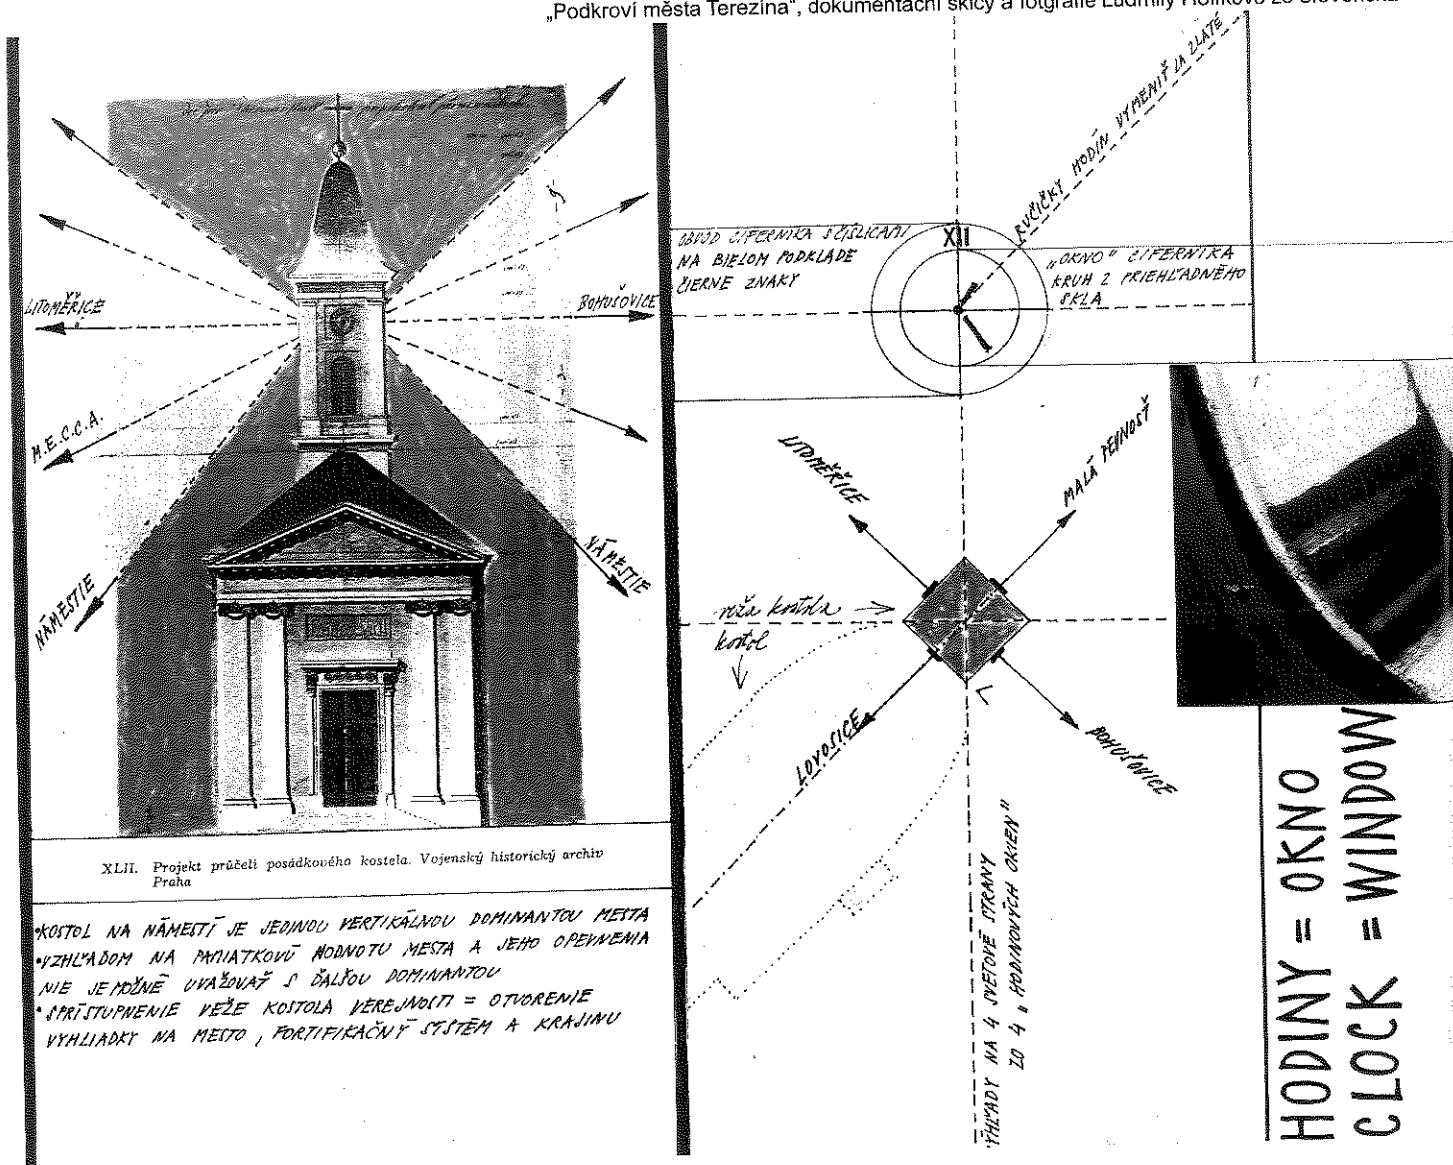 „Podkroví města Terezína", dokumentační skicy a fotgrafie Ludmily
LITOMĚŘICE
BOHUŠOVICE
M.E.C.C.A.
NÁMESTIE
NÁMESTIE
XLII. Projekt průčelí posádkového kostela. Vojenský historický archiv
Praha
•KOSTOL NA NÁMESTÍ JE JEDINOU VERTIKÁLNOU DOMINANTOU MESTA
•VZHĽADOM NA PAMIATKOVÚ HODNOTU MESTA A JEHO OPEVNENIA
NIE JE MOŽNÉ UVAŽOVAŤ S ĎALŠOU DOMINANTOU
•SPRÍSTUPNENIE VEŽE KOSTOLA VEREJNOSTI = OTVORENIE
VYHLIADKY NA MESTO, FORTIFIKAČNÝ SYSTÉM A KRAJINU
RUČIČKY HODÍN VYMENIŤ ZA ZLATÉ
OBVOD CIFERNÍKA S ČÍSLICAMI
NA BIELOM PODKLADE
ČIERNE ZNAKY
XII
„OKNO" CIFERNÍKA
KRUH Z PRIEHĽADNÉHO
SKLA
LITOMĚŘICE
MALÁ PEVNOSŤ
veža kostola
kostol
LOVOSICE
BOHUŠOVICE
VÝHĽADY NA 4 SVETOVÉ STRANY
ZO 4 „HODINOVÝCH OKIEN"
HODINY = OKNO
CLOCK = WINDOW